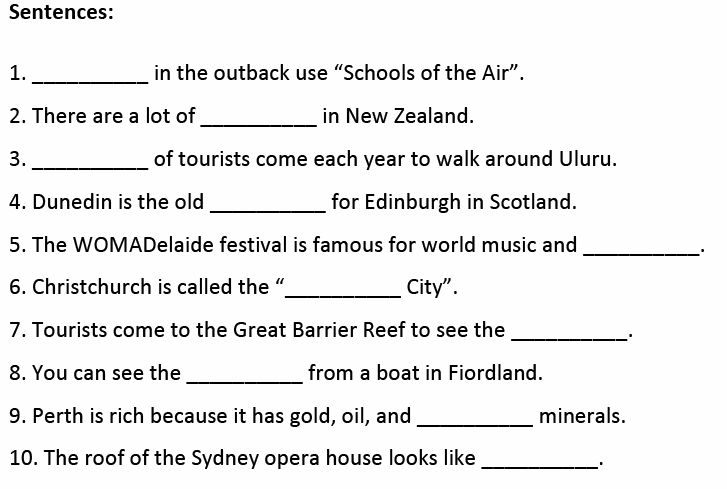 Sentences:
1. __________ in the outback use “Schools of the Air”.
2. There are a lot of __________ in New Zealand.
3. __________ of tourists come each year to walk around Uluru.
4. Dunedin is the old __________ for Edinburgh in Scotland.
5. The WOMADelaide festival is famous for world music and __________.
6. Christchurch is called the “__________ City”.
7. Tourists come to the Great Barrier Reef to see the __________.
8. You can see the __________ from a boat in Fiordland.
9. Perth is rich because it has gold, oil, and __________ minerals.
10. The roof of the Sydney opera house looks like __________.